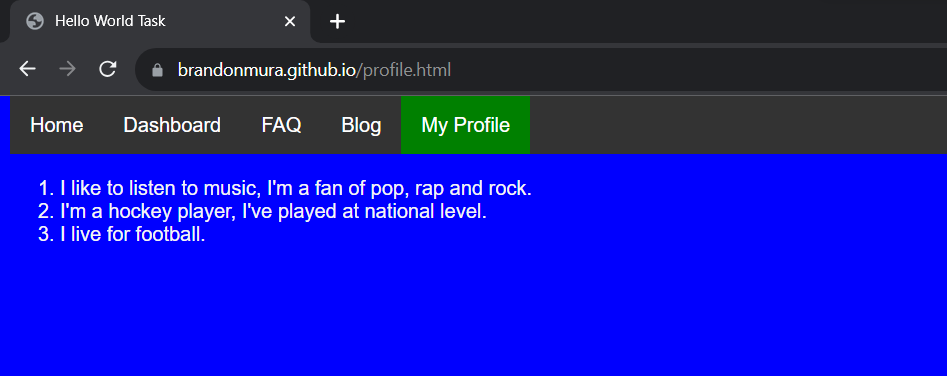 Hello World Task
brandonmura.github.io/profile.html
Home Dashboard FAQ Blog My Profile
1. I like to listen to music, I'm a fan of pop, rap and rock.
2. I'm a hockey player, I've played at national level.
3. I live for football.